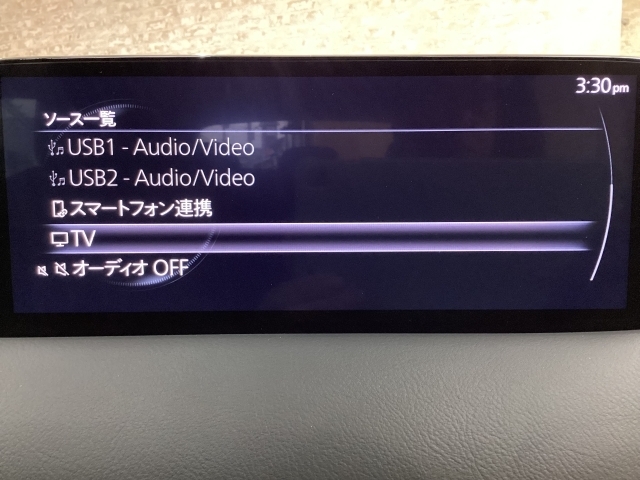 3:30pm
ソース一覧
USB1 - Audio/Video
USB2 - Audio/Video
スマートフォン連携
TV
オーディオ OFF